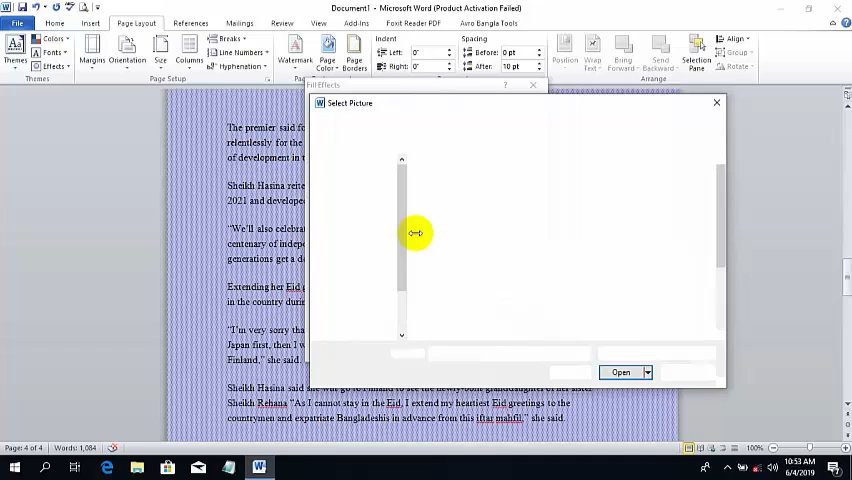 Document1 - Microsoft Word (Product Activation Failed)
File Home Insert Page Layout References Mailings Review View Add-Ins Foxit Reader PDF Avro Bangla Tools
Themes
Colors
Fonts
Effects
Themes
Margins
Orientation
Size
Columns
Breaks
Line Numbers
Hyphenation
Page Setup
Watermark
Page Color
Page Borders
Indent
Left: 0"
Right: 0"
Spacing
Before: 0 pt
After: 10 pt
Position
Wrap Text
Bring Forward
Send Backward
Selection Pane
Align
Group
Rotate
Arrange
Fill Effects
Select Picture
The premier said
relentlessly for the
of development in
Sheikh Hasina
2021 and
"We'll also
centenary of
generations get a
Extending her Eid
in the country
"I'm very sorry
Japan first, then I
Finland," she said.
Open
Sheikh Hasina said she will go to Finland to see the newly-born granddaughter of her sister
Sheikh Rehana "As I cannot stay in the Eid, I extend my heartiest Eid greetings to the
countrymen and expatriate Bangladeshis in advance from this iftar mahfil," she said.
Page: 4 of 4 Words: 1,084 100%
10:53 AM
6/4/2019